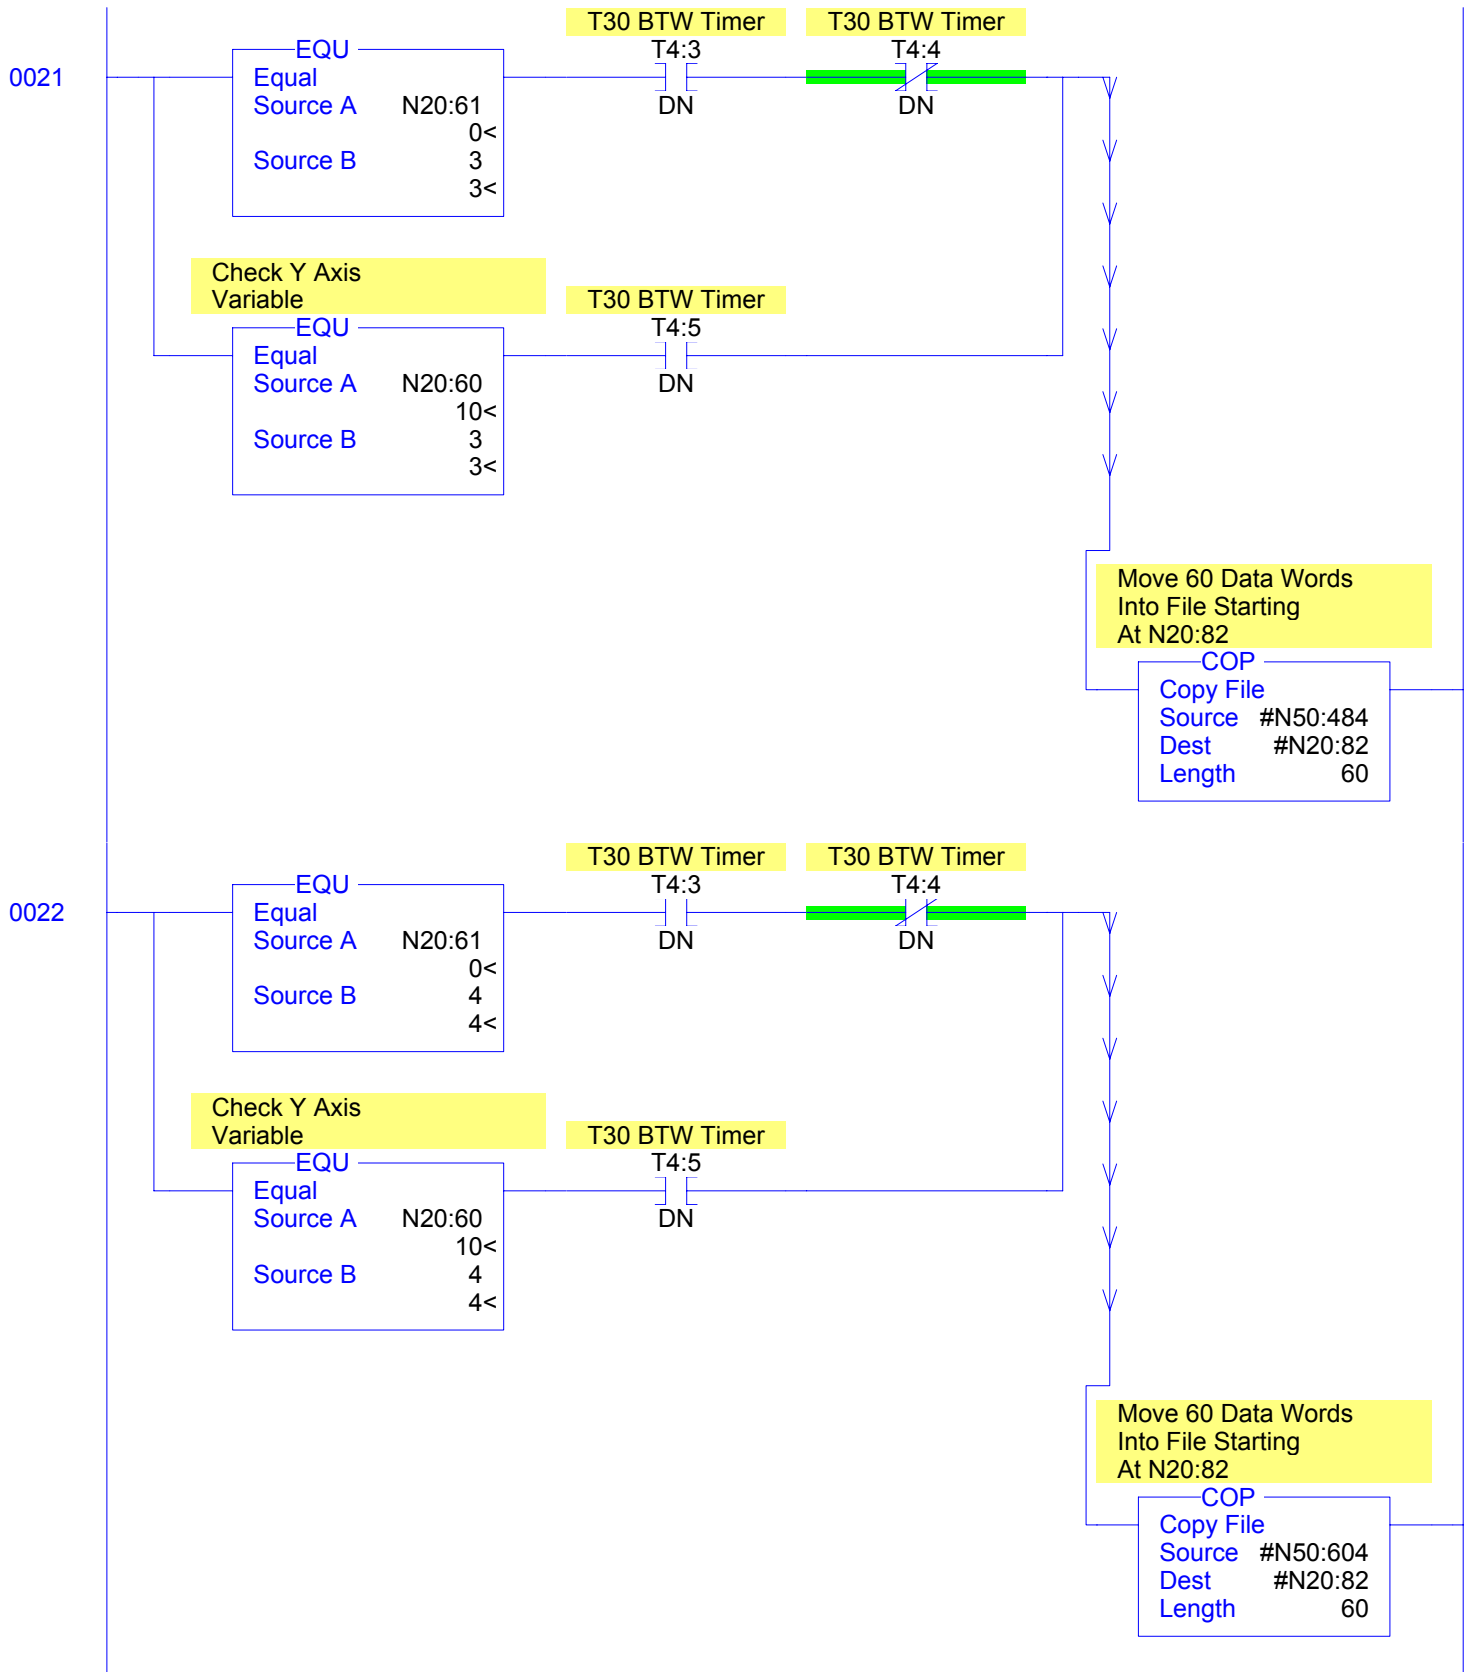 T30 BTW Timer T30 BTW Timer
EQU T4:3 T4:4
0021 Equal
Source A N20:61 DN DN
0<
Source B 3
3<
Check Y Axis
Variable T30 BTW Timer
EQU T4:5
Equal
Source A N20:60 DN
10<
Source B 3
3<
Move 60 Data Words
Into File Starting
At N20:82
COP
Copy File
Source #N50:484
Dest #N20:82
Length 60
T30 BTW Timer T30 BTW Timer
EQU T4:3 T4:4
0022 Equal
Source A N20:61 DN DN
0<
Source B 4
4<
Check Y Axis
Variable T30 BTW Timer
EQU T4:5
Equal
Source A N20:60 DN
10<
Source B 4
4<
Move 60 Data Words
Into File Starting
At N20:82
COP
Copy File
Source #N50:604
Dest #N20:82
Length 60